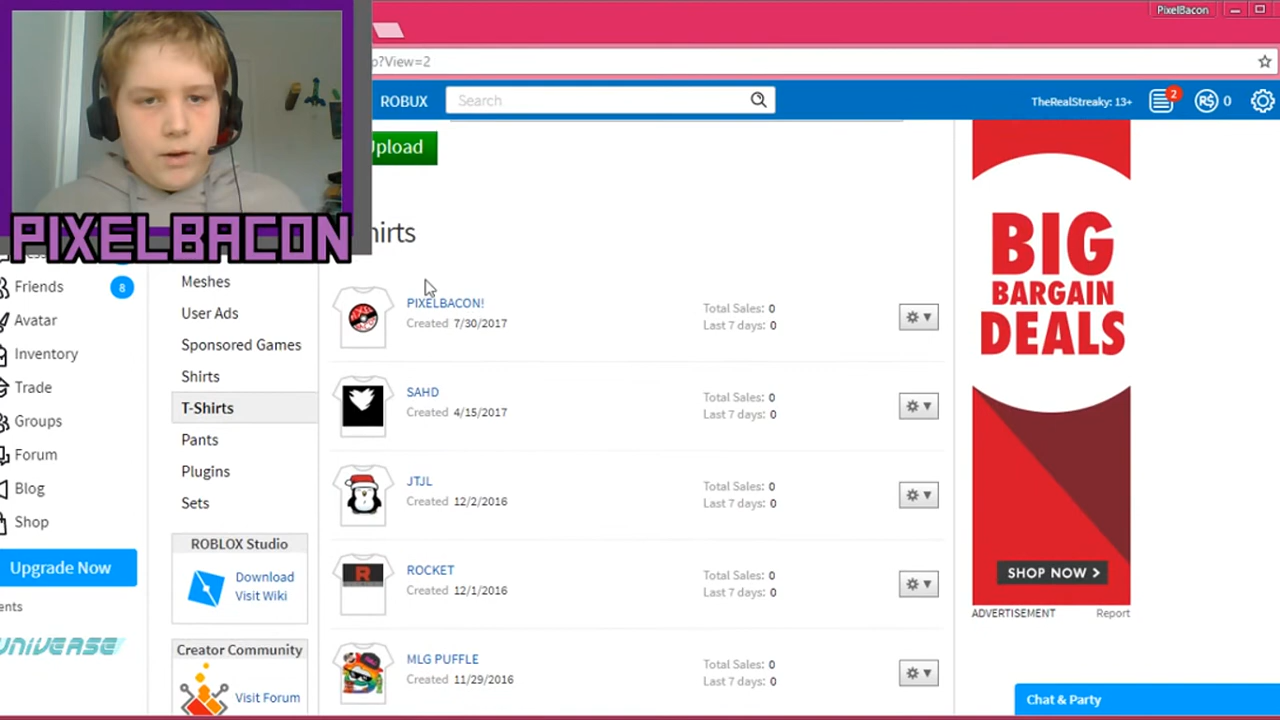 PixelBacon
p?View=2
ROBUX
Search
TheRealStreaky: 13+
2
R$ 0
Upload
PIXELBACON
hirts
Friends
8
Avatar
Inventory
Trade
Groups
Forum
Blog
Shop
Upgrade Now
ents
UNIVERSE
Meshes
User Ads
Sponsored Games
Shirts
T-Shirts
Pants
Plugins
Sets
ROBLOX Studio
Download
Visit Wiki
Creator Community
Visit Forum
PIXELBACON!
Created 7/30/2017
Total Sales: 0
Last 7 days: 0
SAHD
Created 4/15/2017
Total Sales: 0
Last 7 days: 0
JTJL
Created 12/2/2016
Total Sales: 0
Last 7 days: 0
R
ROCKET
Created 12/1/2016
Total Sales: 0
Last 7 days: 0
MLG PUFFLE
Created 11/29/2016
Total Sales: 0
Last 7 days: 0
BIG
BARGAIN
DEALS
SHOP NOW >
ADVERTISEMENT
Report
Chat & Party